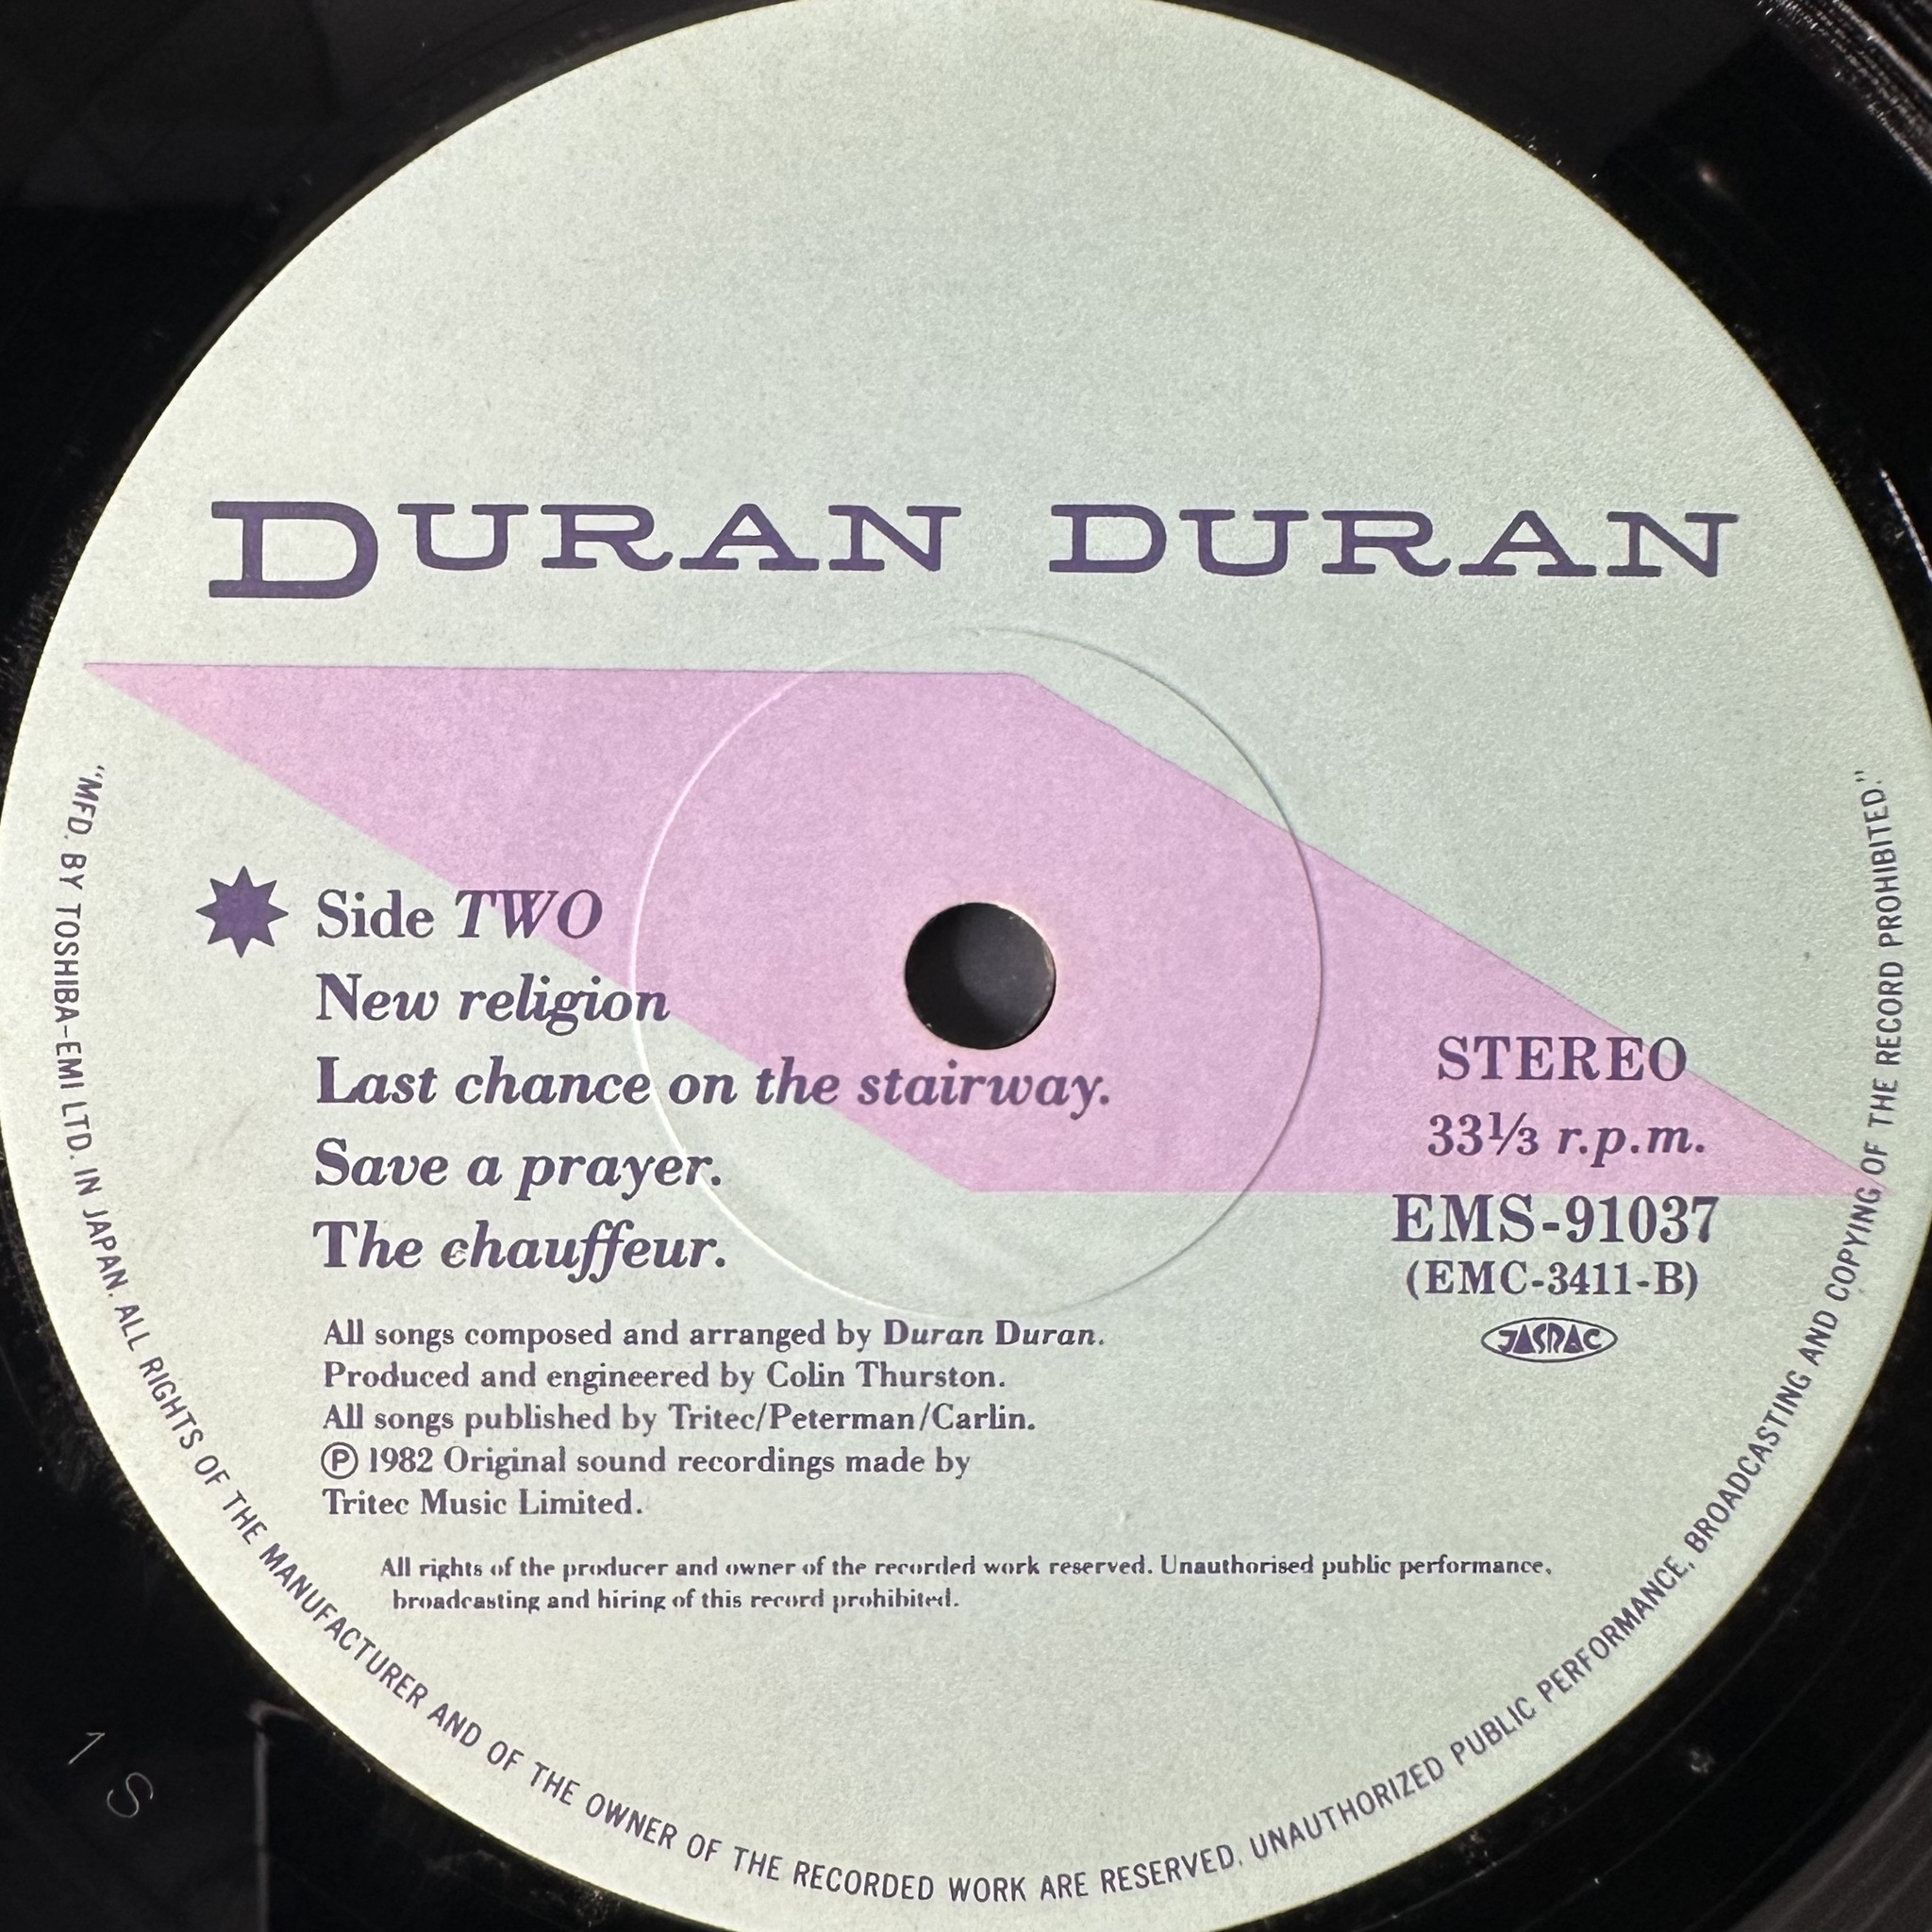 DURAN DURAN
Side TWO
New religion
Last chance on the stairway.
Save a prayer.
The chauffeur.
STEREO
33⅓ r.p.m.
EMS-91037
(EMC-3411-B)
JASRAC
All songs composed and arranged by Duran Duran.
Produced and engineered by Colin Thurston.
All songs published by Tritec/Peterman/Carlin.
Ⓟ 1982 Original sound recordings made by
Tritec Music Limited.
All rights of the producer and owner of the recorded work reserved. Unauthorised public performance,
broadcasting and hiring of this record prohibited.
"MFD. BY TOSHIBA-EMI LTD. IN JAPAN. ALL RIGHTS OF THE MANUFACTURER AND OF THE OWNER OF THE RECORDED WORK ARE RESERVED. UNAUTHORIZED PUBLIC PERFORMANCE, BROADCASTING AND COPYING OF THE RECORD PROHIBITED."
1 S